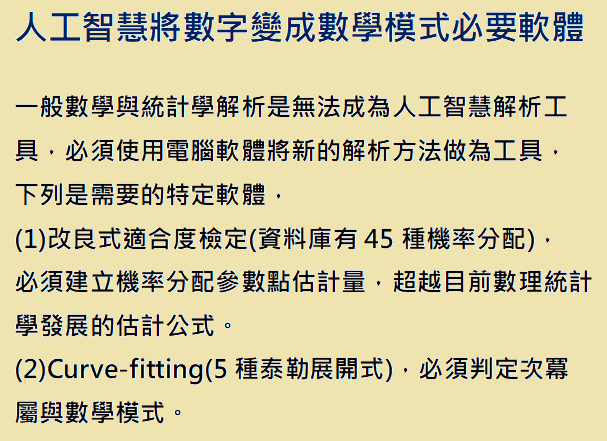 人工智慧將數字變成數學模式必要軟體
一般數學與統計學解析是無法成為人工智慧解析工
具，必須使用電腦軟體將新的解析方法做為工具，
下列是需要的特定軟體，
(1)改良式適合度檢定(資料庫有 45 種機率分配)，
必須建立機率分配參數點估計量，超越目前數理統計
學發展的估計公式。
(2)Curve-fitting(5 種泰勒展開式)，必須判定次冪
屬與數學模式。